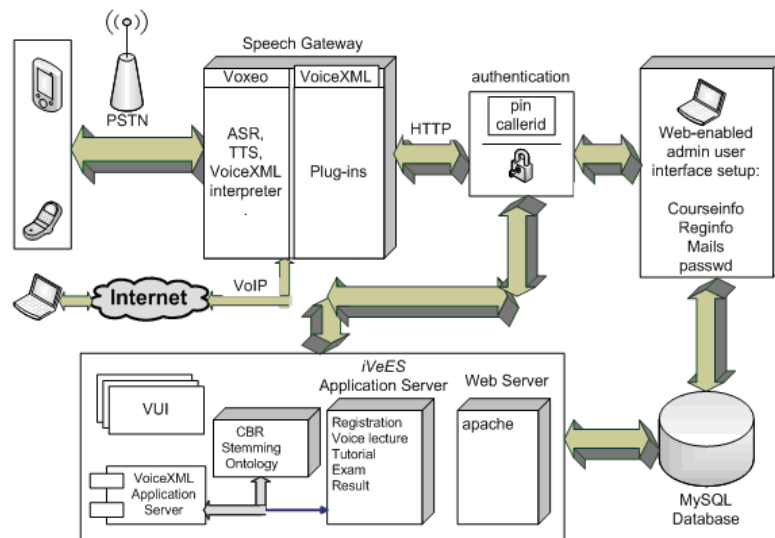 Speech Gateway
Voxeo
VoiceXML
PSTN
ASR,
TTS,
VoiceXML
interpreter
.
Plug-ins
HTTP
authentication
pin
callerid
Web-enabled
admin user
interface setup:
Courseinfo
Reginfo
Mails
passwd
Internet
VoIP
iVeES
Application Server
Web Server
VUI
CBR
Stemming
Ontology
Registration
Voice lecture
Tutorial
Exam
Result
apache
VoiceXML
Application
Server
MySQL
Database